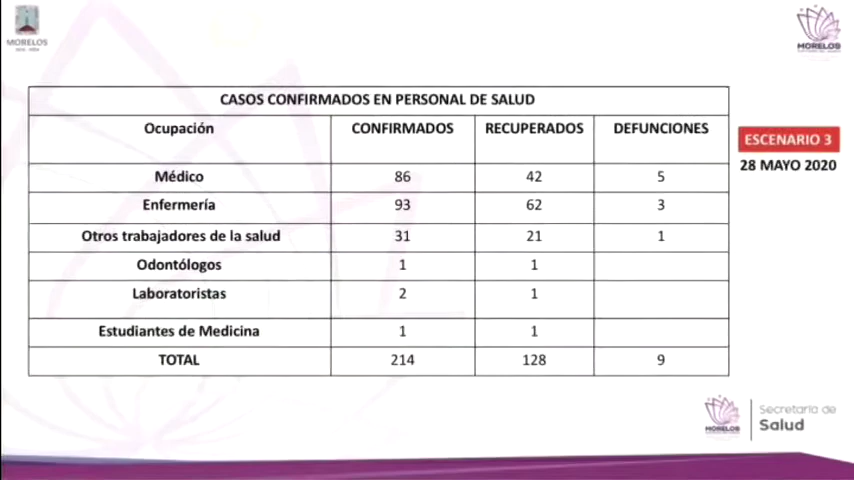 MORELOS
MORELOS
CASOS CONFIRMADOS EN PERSONAL DE SALUD
Ocupación CONFIRMADOS RECUPERADOS DEFUNCIONES
Médico 86 42 5
Enfermería 93 62 3
Otros trabajadores de la salud 31 21 1
Odontólogos 1 1
Laboratoristas 2 1
Estudiantes de Medicina 1 1
TOTAL 214 128 9
ESCENARIO 3
28 MAYO 2020
MORELOS
Secretaría de
Salud